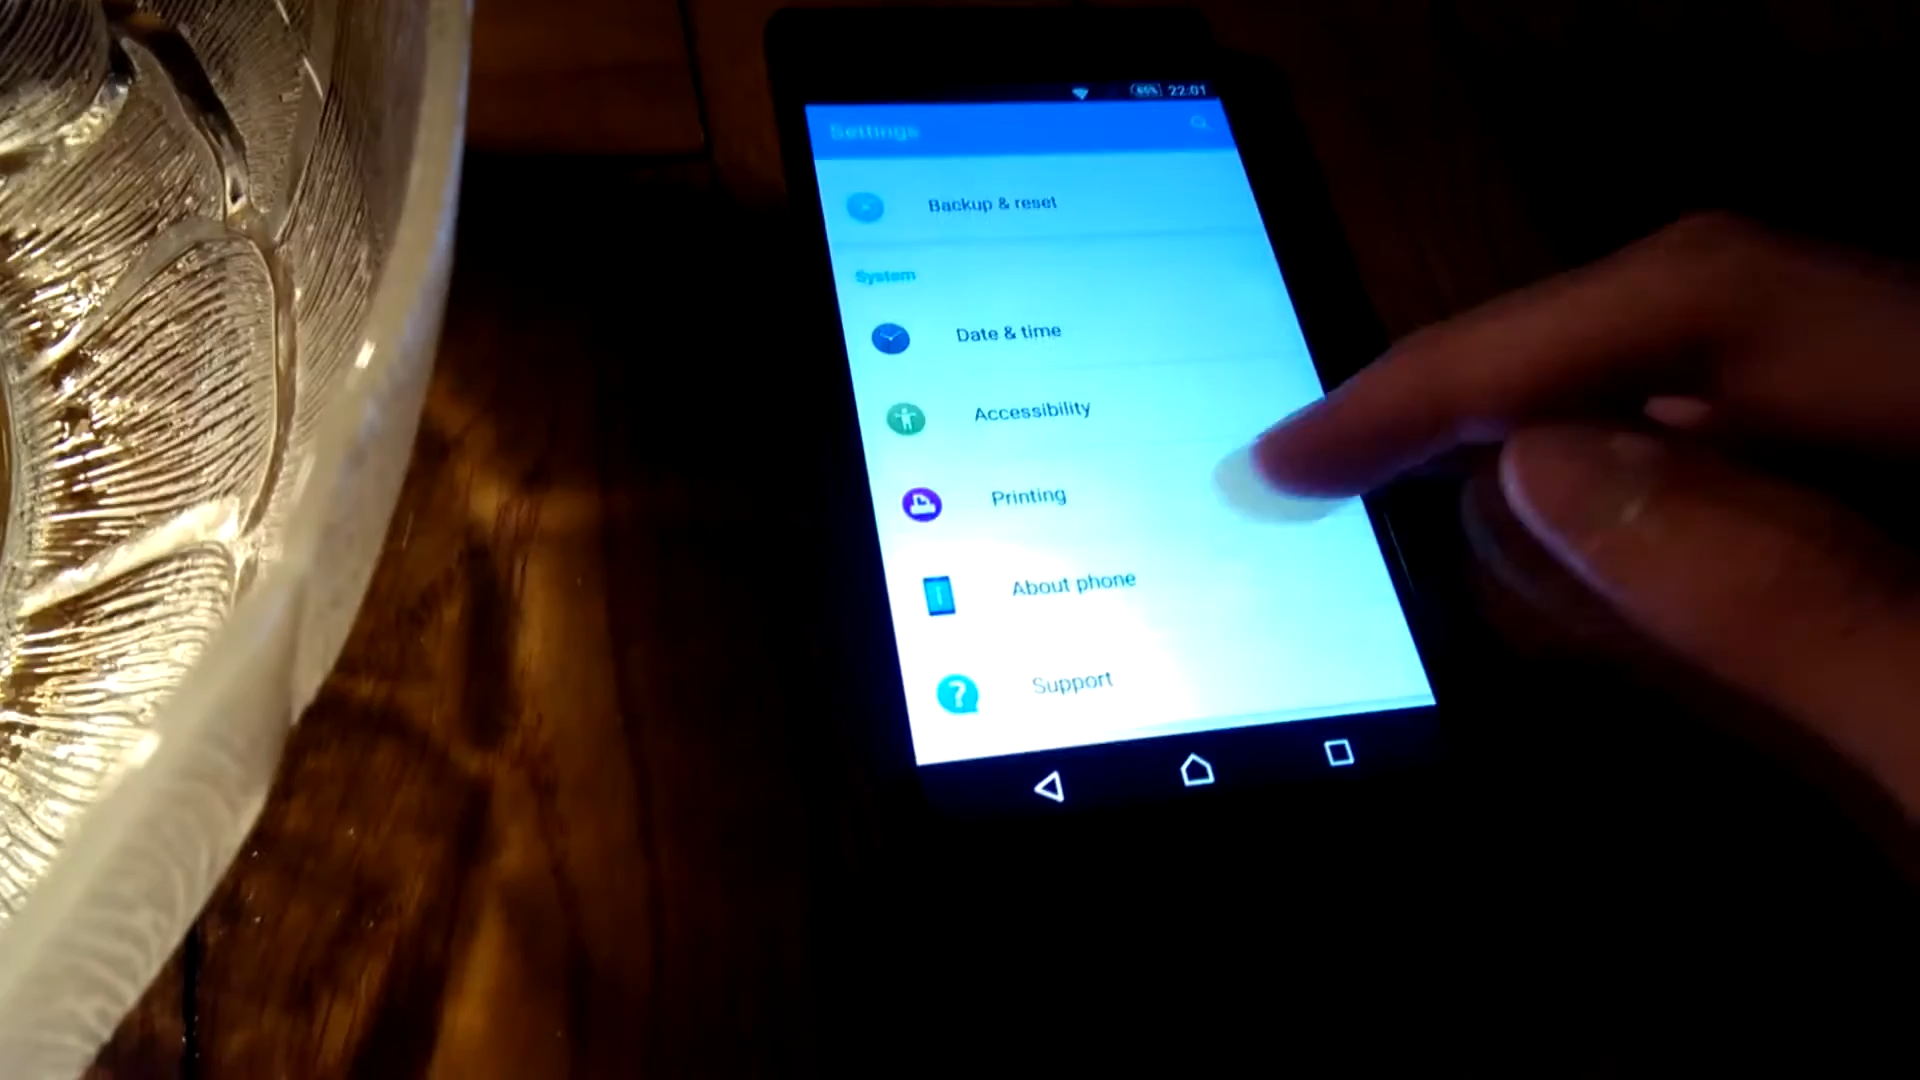 22:01
Settings
Backup & reset
System
Date & time
Accessibility
Printing
About phone
Support